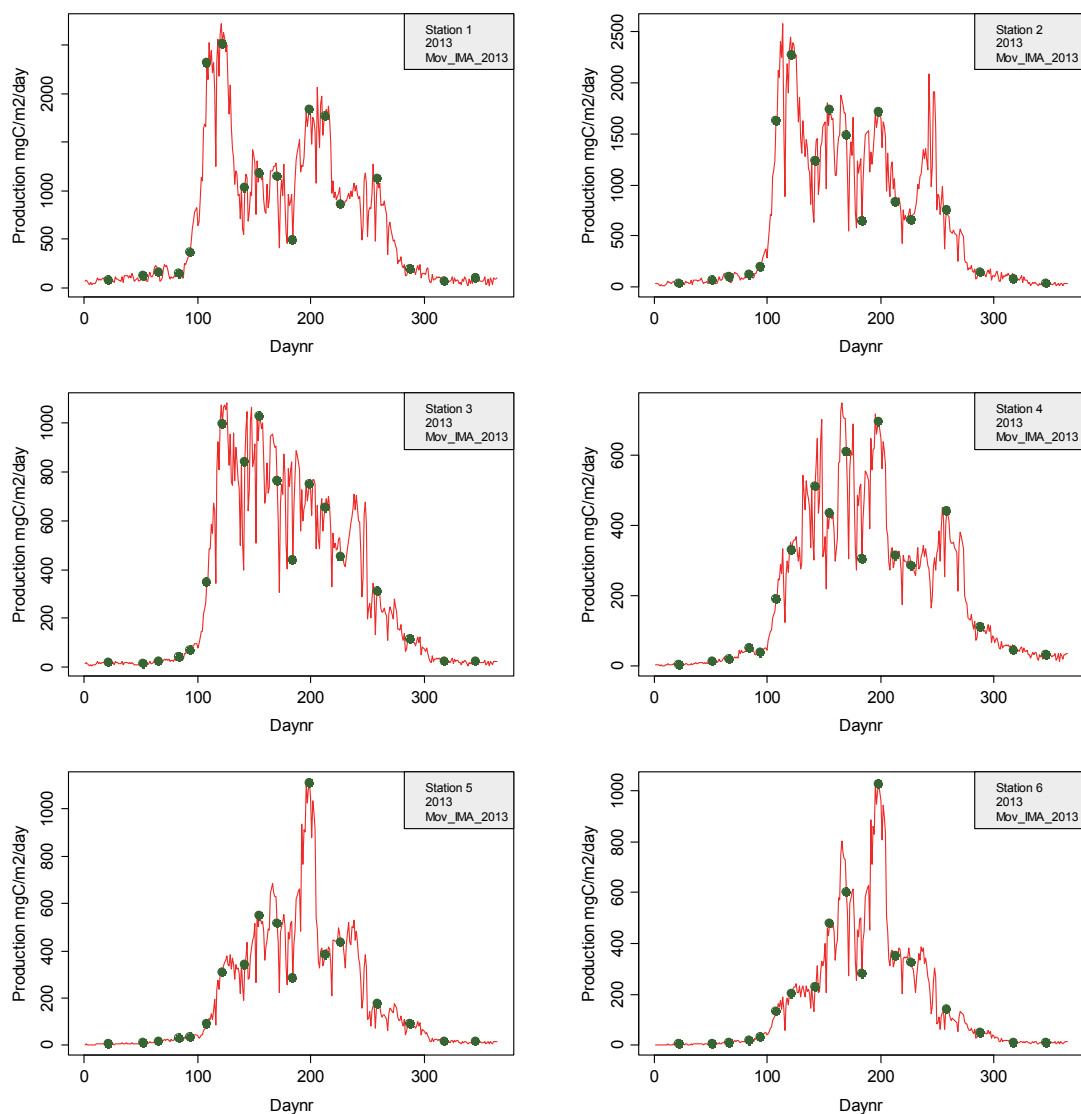 Station 1
2013
Mov_IMA_2013
Production mgC/m2/day
0 500 1000 2000
0 100 200 300
Daynr
Station 2
2013
Mov_IMA_2013
Production mgC/m2/day
0 500 1000 1500 2000 2500
0 100 200 300
Daynr
Station 3
2013
Mov_IMA_2013
Production mgC/m2/day
0 200 400 600 800 1000
0 100 200 300
Daynr
Station 4
2013
Mov_IMA_2013
Production mgC/m2/day
0 200 400 600
0 100 200 300
Daynr
Station 5
2013
Mov_IMA_2013
Production mgC/m2/day
0 200 400 600 800 1000
0 100 200 300
Daynr
Station 6
2013
Mov_IMA_2013
Production mgC/m2/day
0 200 400 600 800 1000
0 100 200 300
Daynr